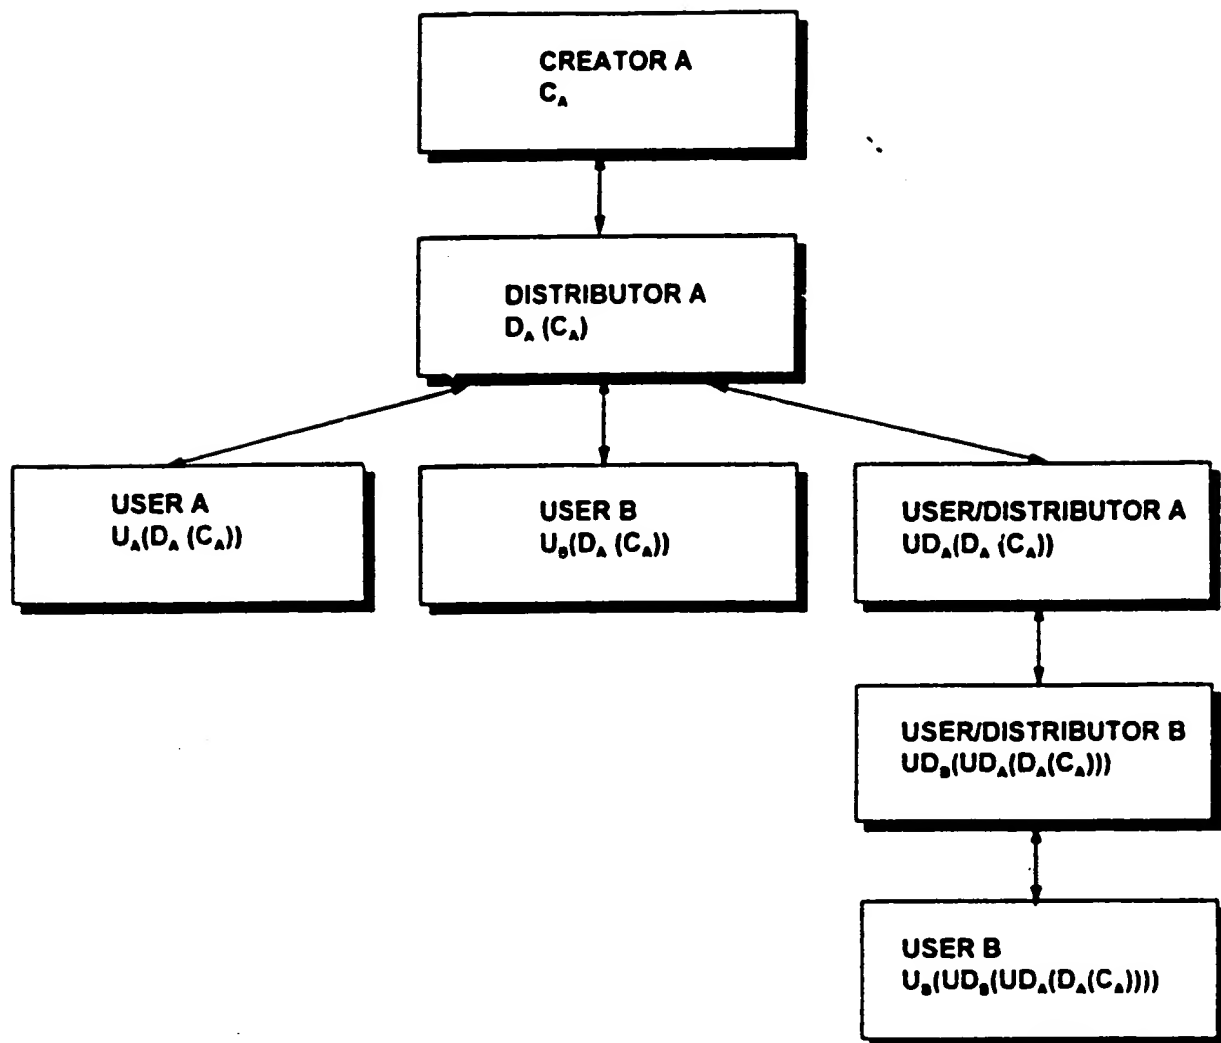 CREATOR A
C_A
DISTRIBUTOR A
D_A (C_A)
USER A
U_A(D_A (C_A))
USER B
U_B(D_A (C_A))
USER/DISTRIBUTOR A
UD_A(D_A (C_A))
USER/DISTRIBUTOR B
UD_B(UD_A(D_A(C_A)))
USER B
U_B(UD_B(UD_A(D_A(C_A))))